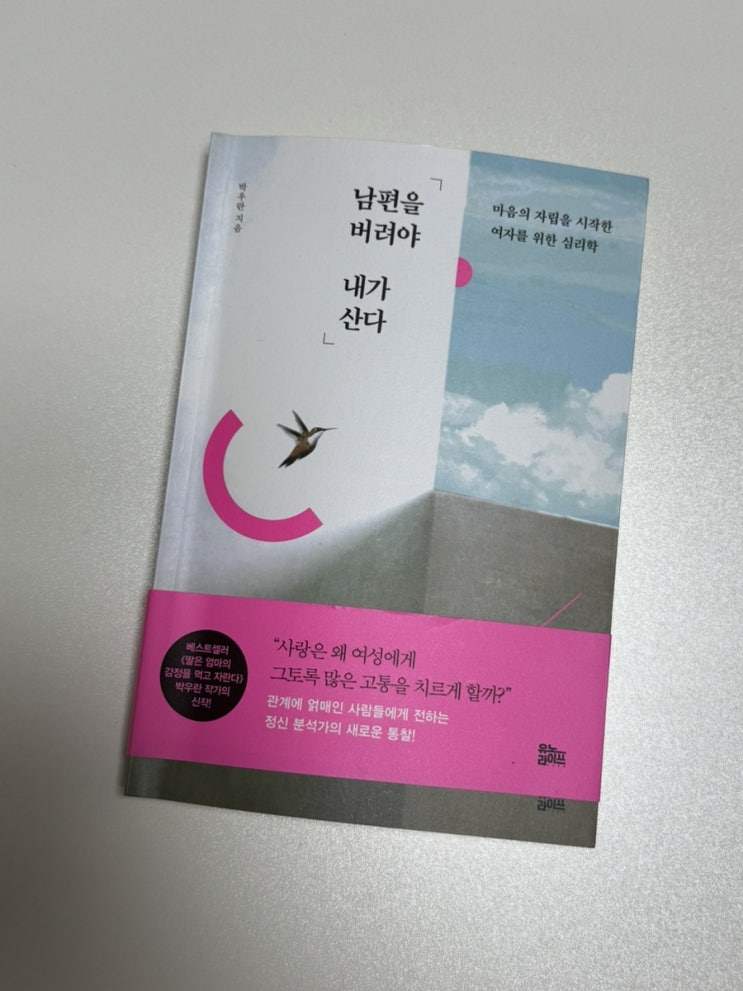 박우란 지음
「남편을
버려야
내가
산다」
마음의 자립을 시작한
여자를 위한 심리학
베스트셀러
《딸은 엄마의
감정을 먹고 자란다》
박우란 작가의
신작!
“사랑은 왜 여성에게
그토록 많은 고통을 치르게 할까?”
관계에 얽매인 사람들에게 전하는
정신 분석가의 새로운 통찰!
유노
라이프
라이프